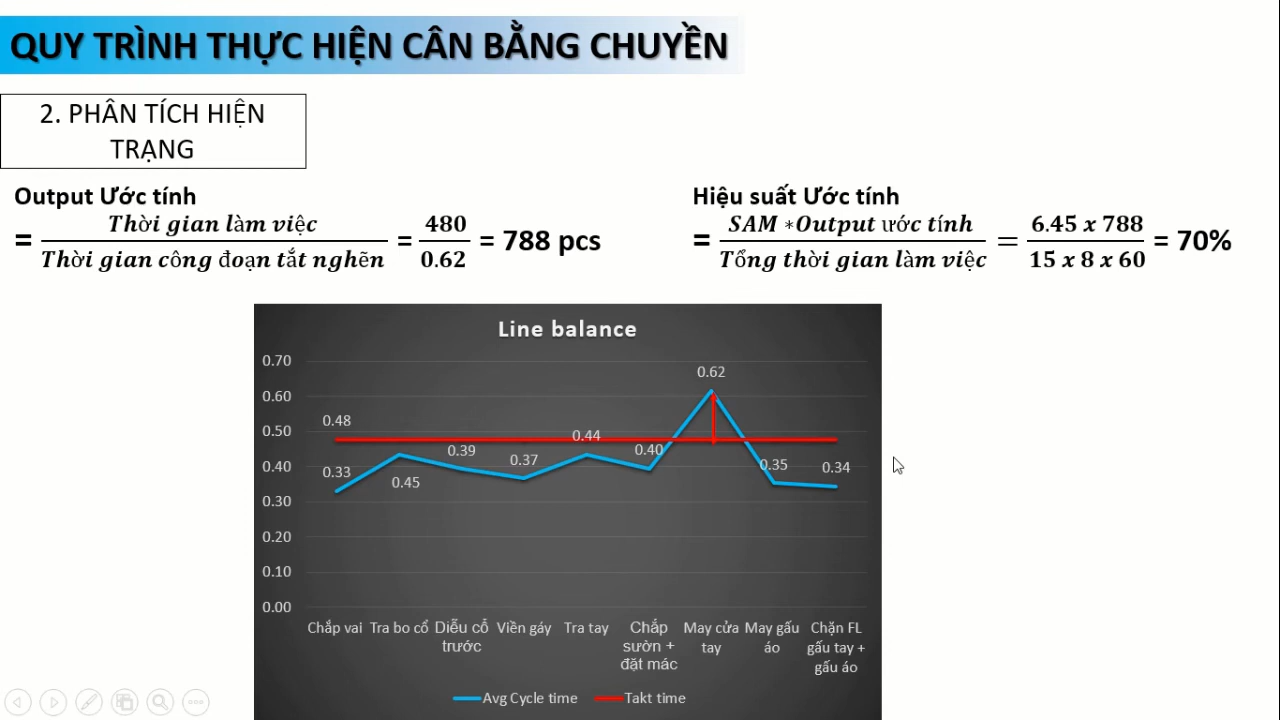 QUY TRÌNH THỰC HIỆN CÂN BẰNG CHUYỀN
2. PHÂN TÍCH HIỆN
TRẠNG
Output Ước tính
= Thời gian làm việc / Thời gian công đoạn tắt nghẽn = 480 / 0.62 = 788 pcs
Hiệu suất Ước tính
= SAM *Output ước tính / Tổng thời gian làm việc = 6.45 x 788 / 15 x 8 x 60 = 70%
Line balance
0.70
0.60
0.50
0.40
0.30
0.20
0.10
0.00
0.48
0.33
0.45
0.39
0.37
0.44
0.40
0.62
0.35
0.34
Chắp vai
Tra bo cổ
Diễu cổ
trước
Viền gáy
Tra tay
Chắp
sườn +
đặt mác
May cửa
tay
May gấu
áo
Chặn FL
gấu tay +
gấu áo
Avg Cycle time
Takt time